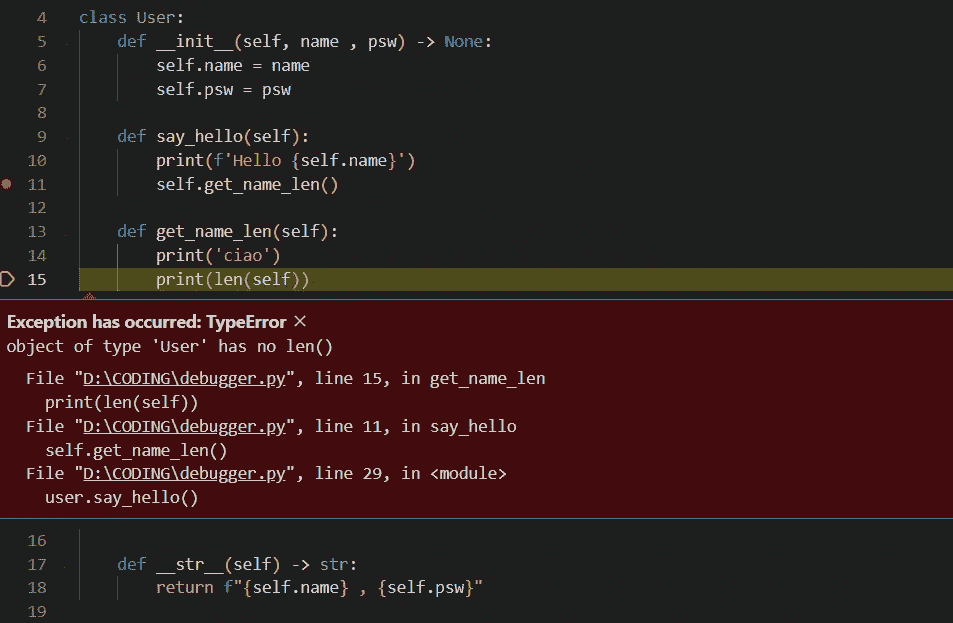 4 class User:
5     def __init__(self, name , psw) -> None:
6         self.name = name
7         self.psw = psw
8
9     def say_hello(self):
10         print(f'Hello {self.name}')
11         self.get_name_len()
12
13     def get_name_len(self):
14         print('ciao')
15         print(len(self))
Exception has occurred: TypeError ×
object of type 'User' has no len()
  File "D:\CODING\debugger.py", line 15, in get_name_len
    print(len(self))
  File "D:\CODING\debugger.py", line 11, in say_hello
    self.get_name_len()
  File "D:\CODING\debugger.py", line 29, in <module>
    user.say_hello()
16
17     def __str__(self) -> str:
18         return f"{self.name} , {self.psw}"
19